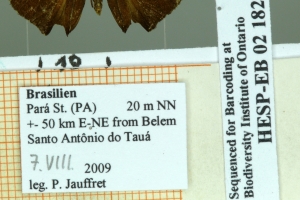 10
Brasilien
Pará St. (PA) 20 m NN
+- 50 km E-NE from Belem
Santo Antônio do Tauá
7. VIII. 2009
leg. P. Jauffret
Sequenced for Barcoding at
Biodiversity Institute of Ontario
HESP-EB 02 182